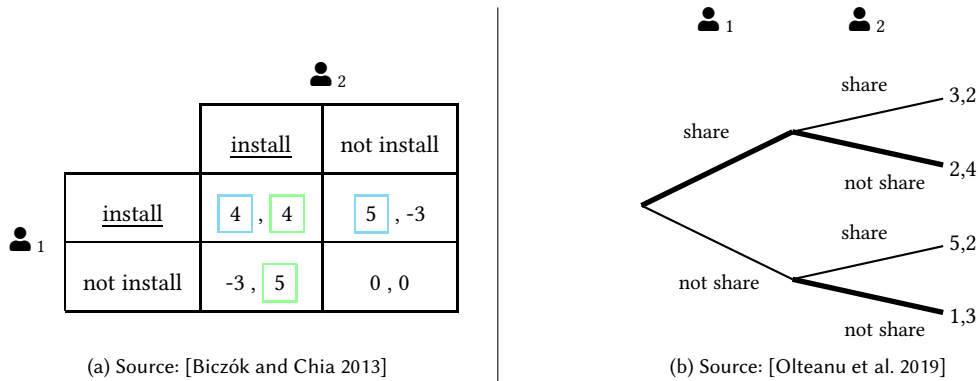 2
install not install
install 4 , 4 5 , -3
1
not install -3 , 5 0 , 0
(a) Source: [Biczók and Chia 2013]
1 2
share 3,2
share
not share 2,4
share 5,2
not share
not share 1,3
(b) Source: [Olteanu et al. 2019]